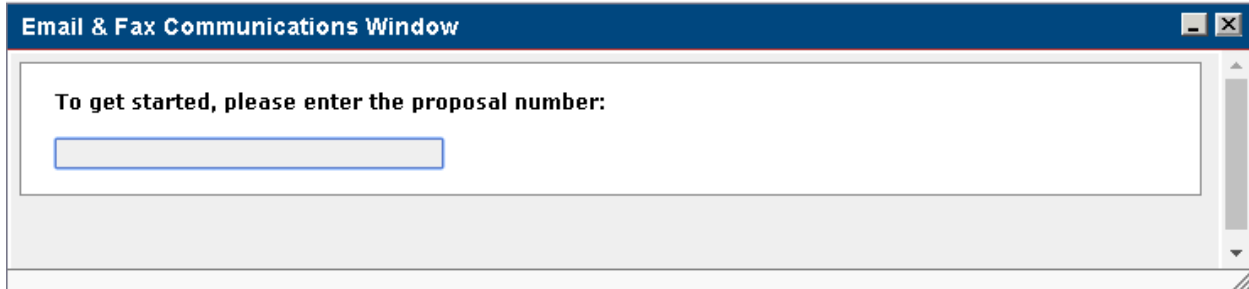 Email & Fax Communications Window
To get started, please enter the proposal number: